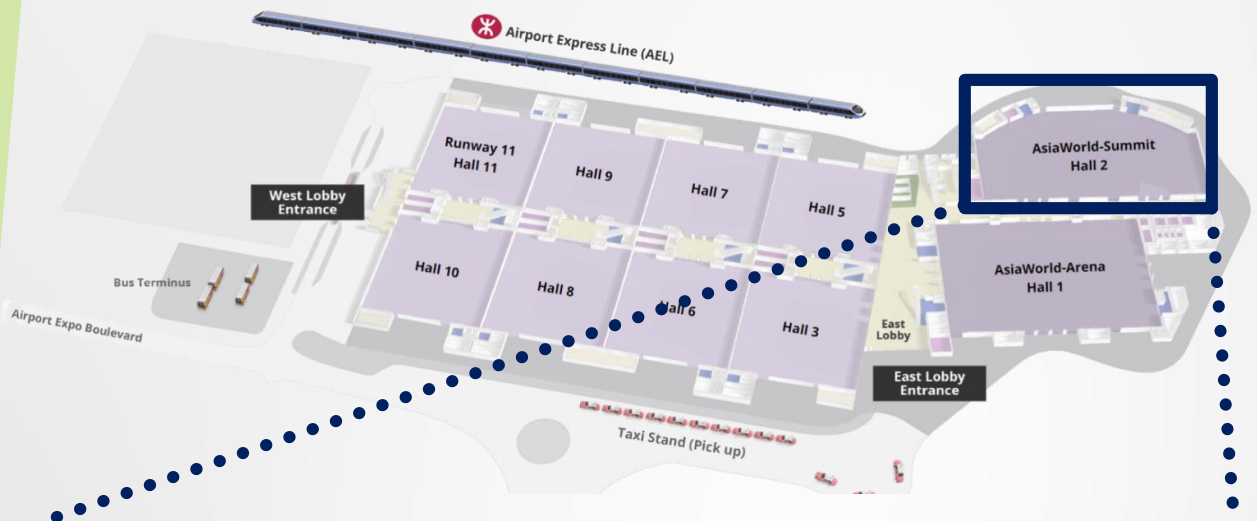 Airport Express Line (AEL)
Runway 11
Hall 11
Hall 9
Hall 7
Hall 5
AsiaWorld-Summit
Hall 2
West Lobby
Entrance
Hall 10
Hall 8
Hall 6
Hall 3
AsiaWorld-Arena
Hall 1
Bus Terminus
Airport Expo Boulevard
East
Lobby
East Lobby
Entrance
Taxi Stand (Pick up)